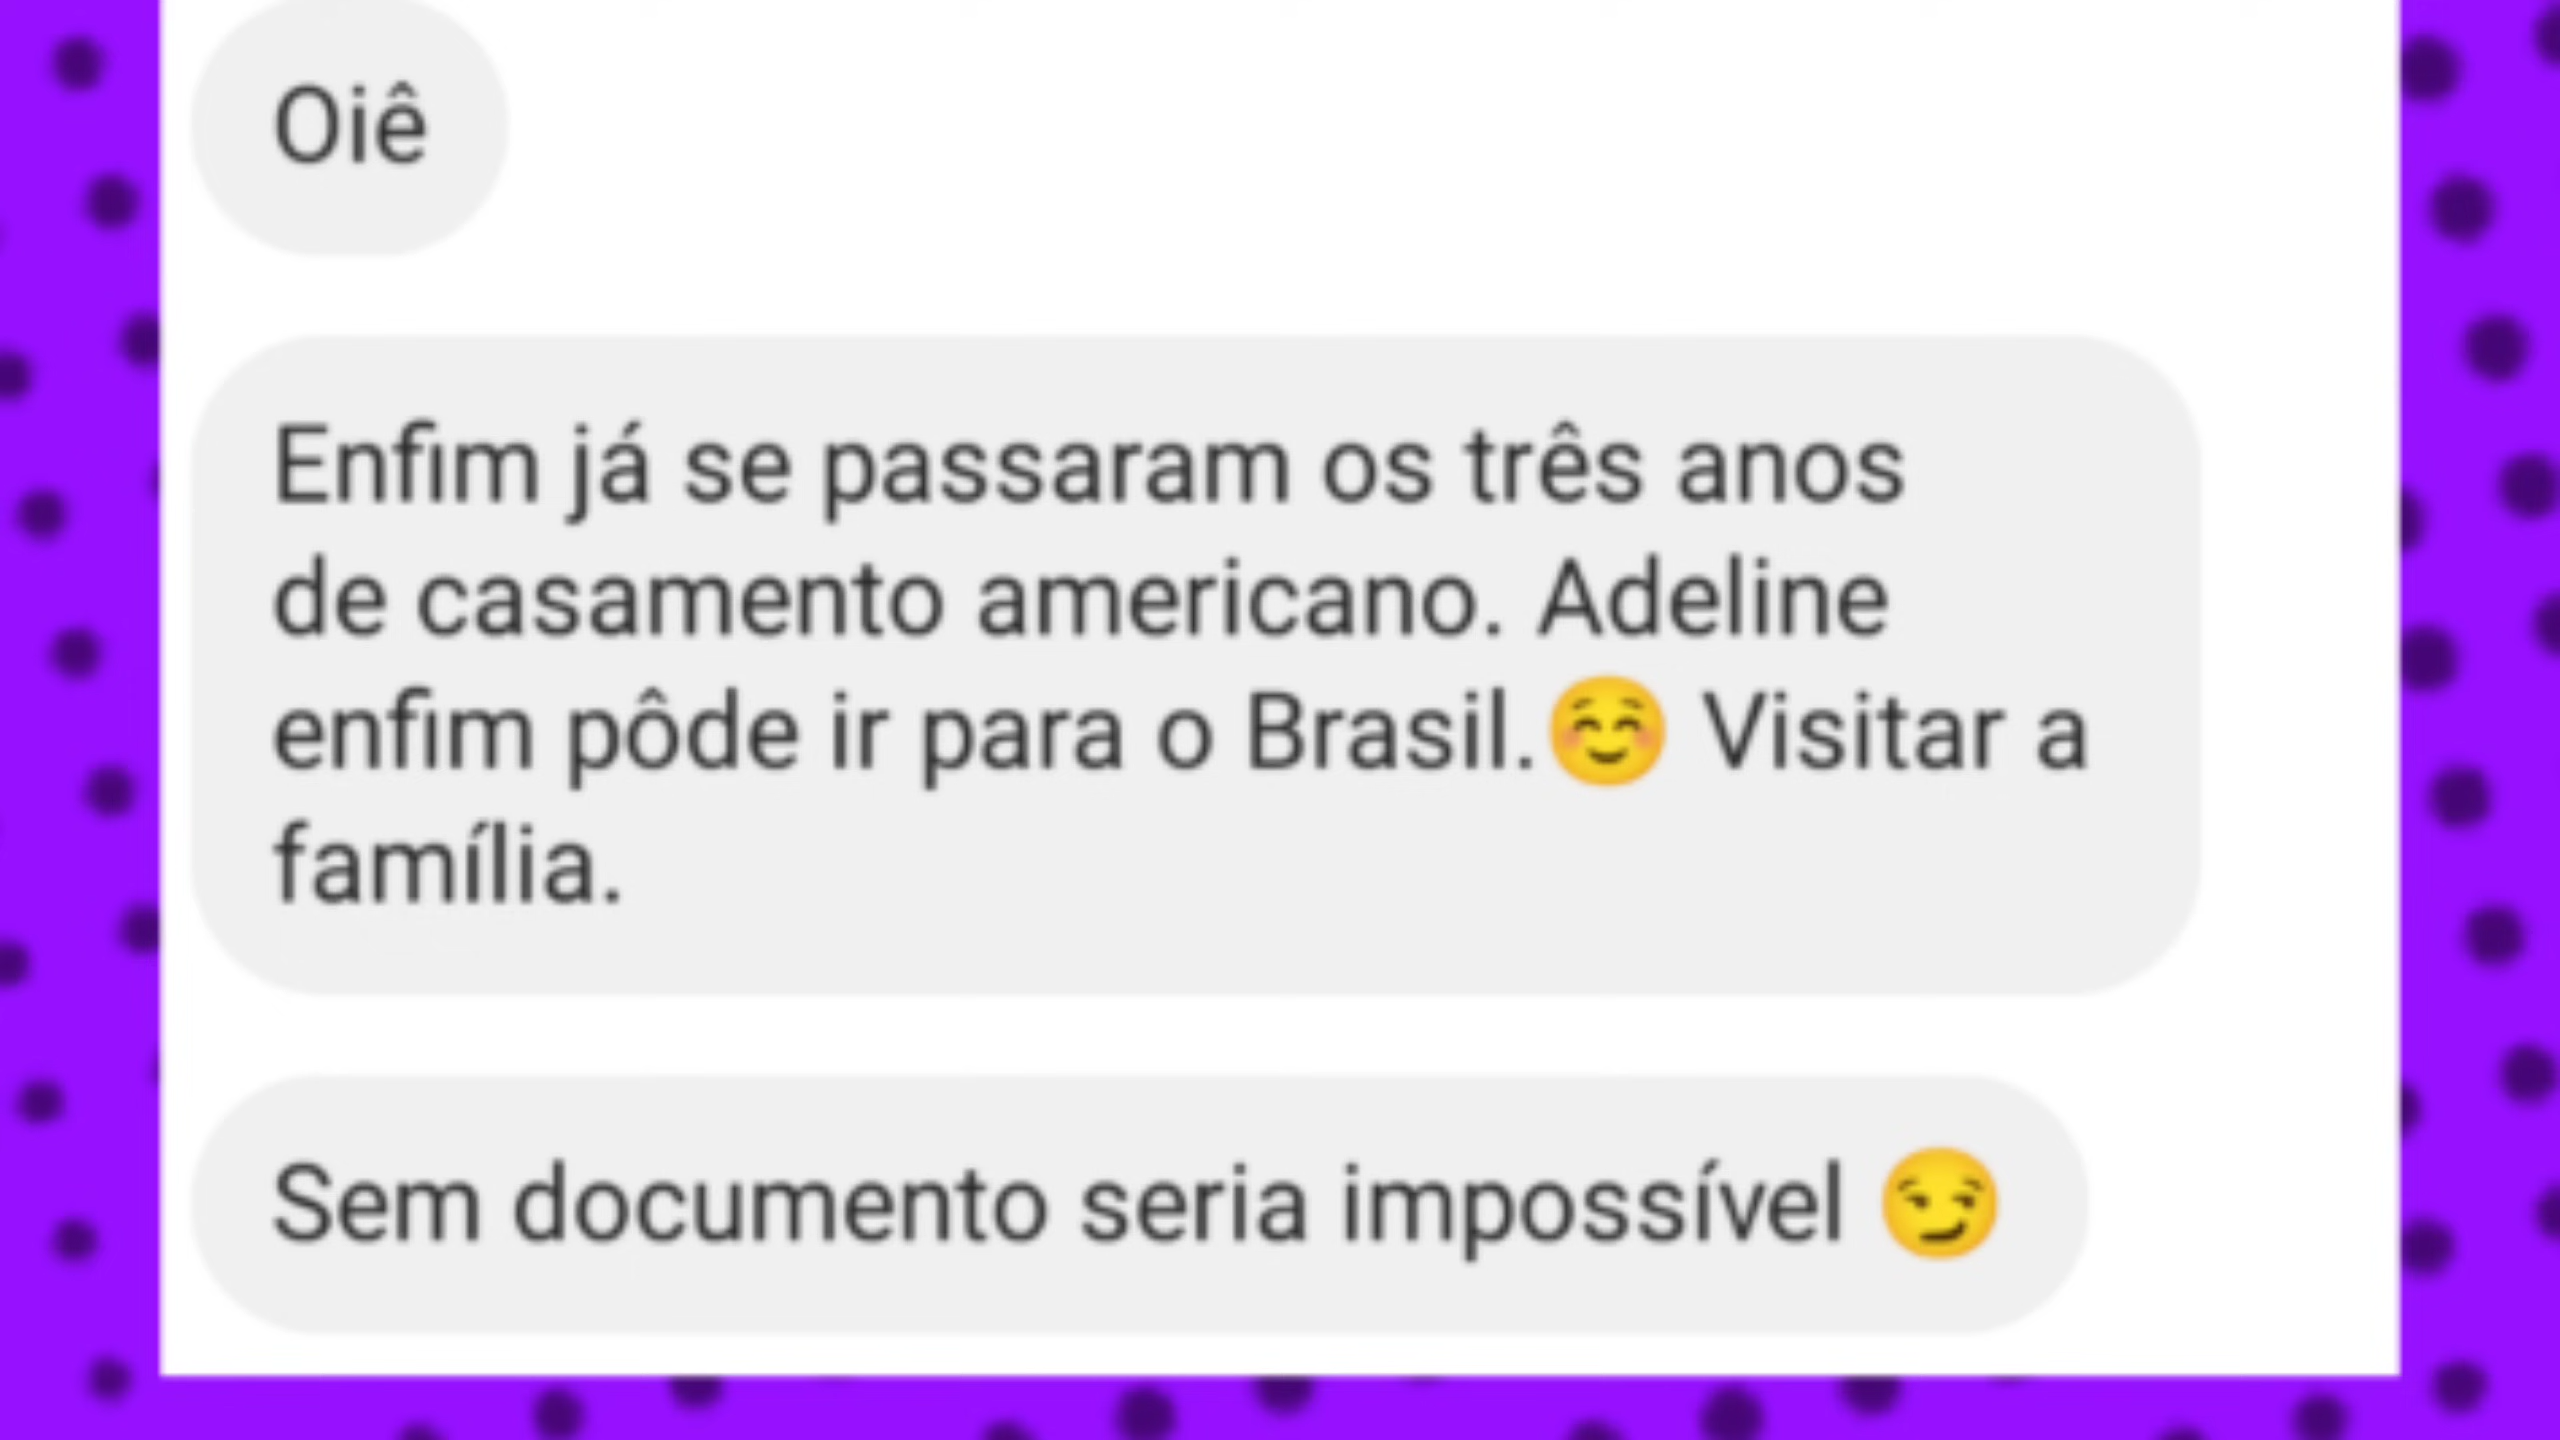 Oiê
Enfim já se passaram os três anos
de casamento americano. Adeline
enfim pôde ir para o Brasil.☺️ Visitar a
família.
Sem documento seria impossível 😏